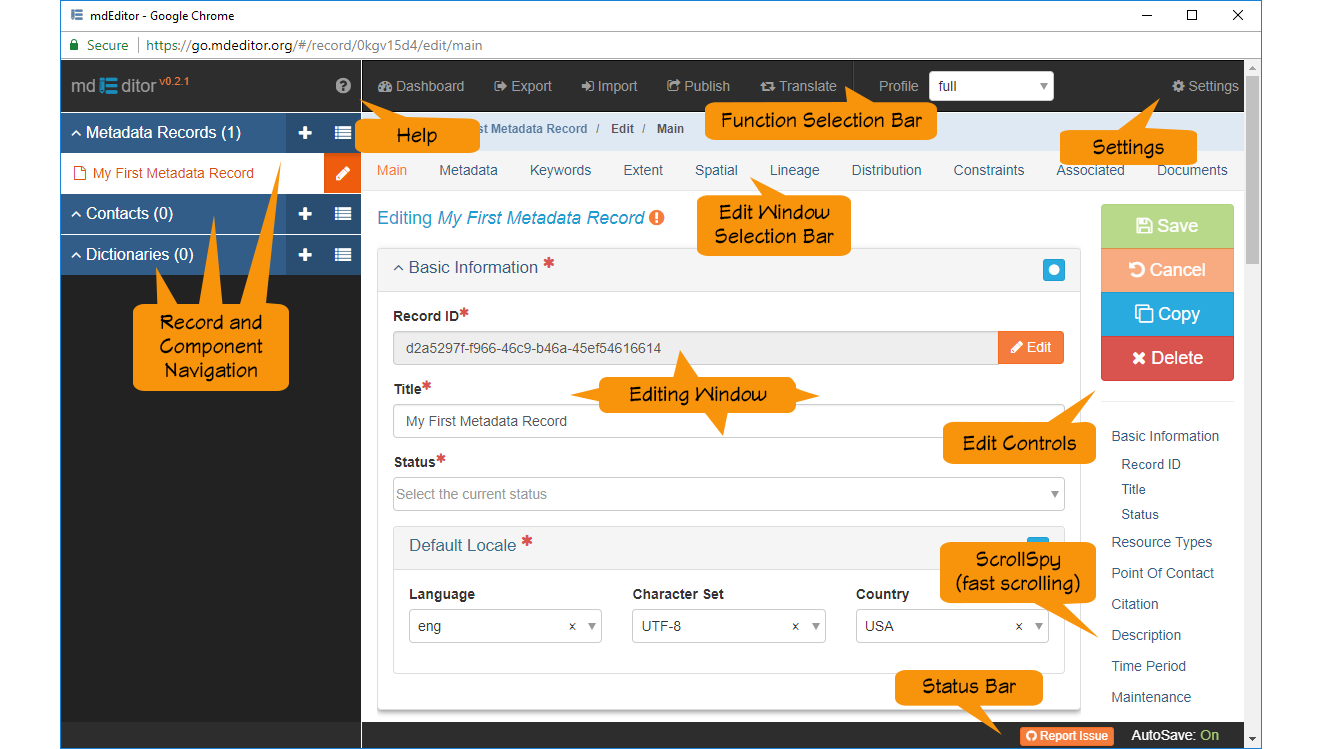 mdEditor - Google Chrome
Secure https://go.mdeditor.org/#/record/0kgv15d4/edit/main
md Editor v0.2.1
Dashboard Export Import Publish Translate Profile full Settings
Function Selection Bar
Help
Settings
Metadata Records (1)
st Metadata Record / Edit / Main
My First Metadata Record
Main Metadata Keywords Extent Spatial Lineage Distribution Constraints Associated Documents
Contacts (0)
Dictionaries (0)
Record and
Component
Navigation
Editing My First Metadata Record
Edit Window
Selection Bar
Save
Cancel
Copy
Delete
Basic Information *
Record ID*
d2a5297f-f966-46c9-b46a-45ef54616614
Edit
Editing Window
Title*
My First Metadata Record
Edit Controls
Status*
Select the current status
Default Locale *
Language Character Set Country
eng × UTF-8 × USA ×
Basic Information
Record ID
Title
Status
Resource Types
Point Of Contact
Citation
Description
Time Period
Maintenance
ScrollSpy
(fast scrolling)
Status Bar
Report Issue AutoSave: On